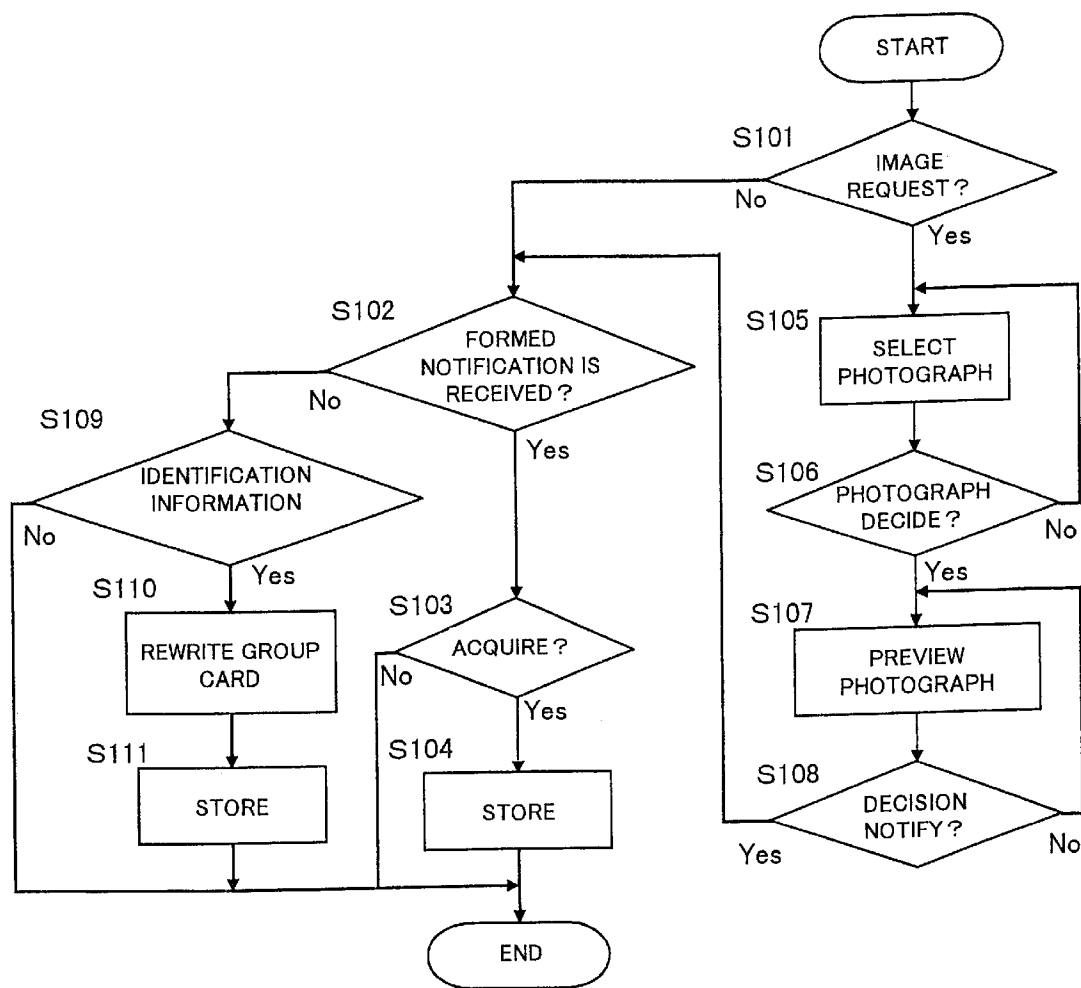 START
S101
IMAGE
REQUEST?
No
Yes
S102
FORMED
NOTIFICATION IS
RECEIVED?
No
Yes
S105
SELECT
PHOTOGRAPH
S109
IDENTIFICATION
INFORMATION
No
Yes
S106
PHOTOGRAPH
DECIDE?
No
Yes
S110
REWRITE GROUP
CARD
S103
ACQUIRE?
No
Yes
S107
PREVIEW
PHOTOGRAPH
S111
STORE
S104
STORE
S108
DECISION
NOTIFY?
Yes
No
END